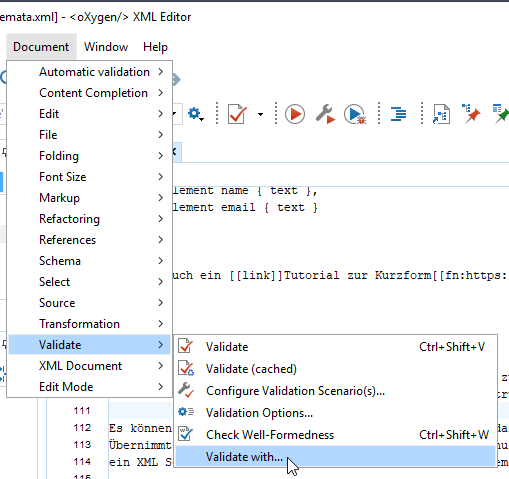 emata.xml] - <oXygen/> XML Editor
Document Window Help
Automatic validation
Content Completion
Edit
File
Folding
Font Size
Markup
Refactoring
References
Schema
Select
Source
Transformation
Validate
XML Document
Edit Mode
lement name { text },
lement email { text }
uch ein [[link]]Tutorial zur Kurzform[[fn:https:
Validate Ctrl+Shift+V
Validate (cached)
Configure Validation Scenario(s)...
Validation Options...
Check Well-Formedness Ctrl+Shift+W
Validate with...
111
112 Es können
113 Übernimmt
114 ein XML S